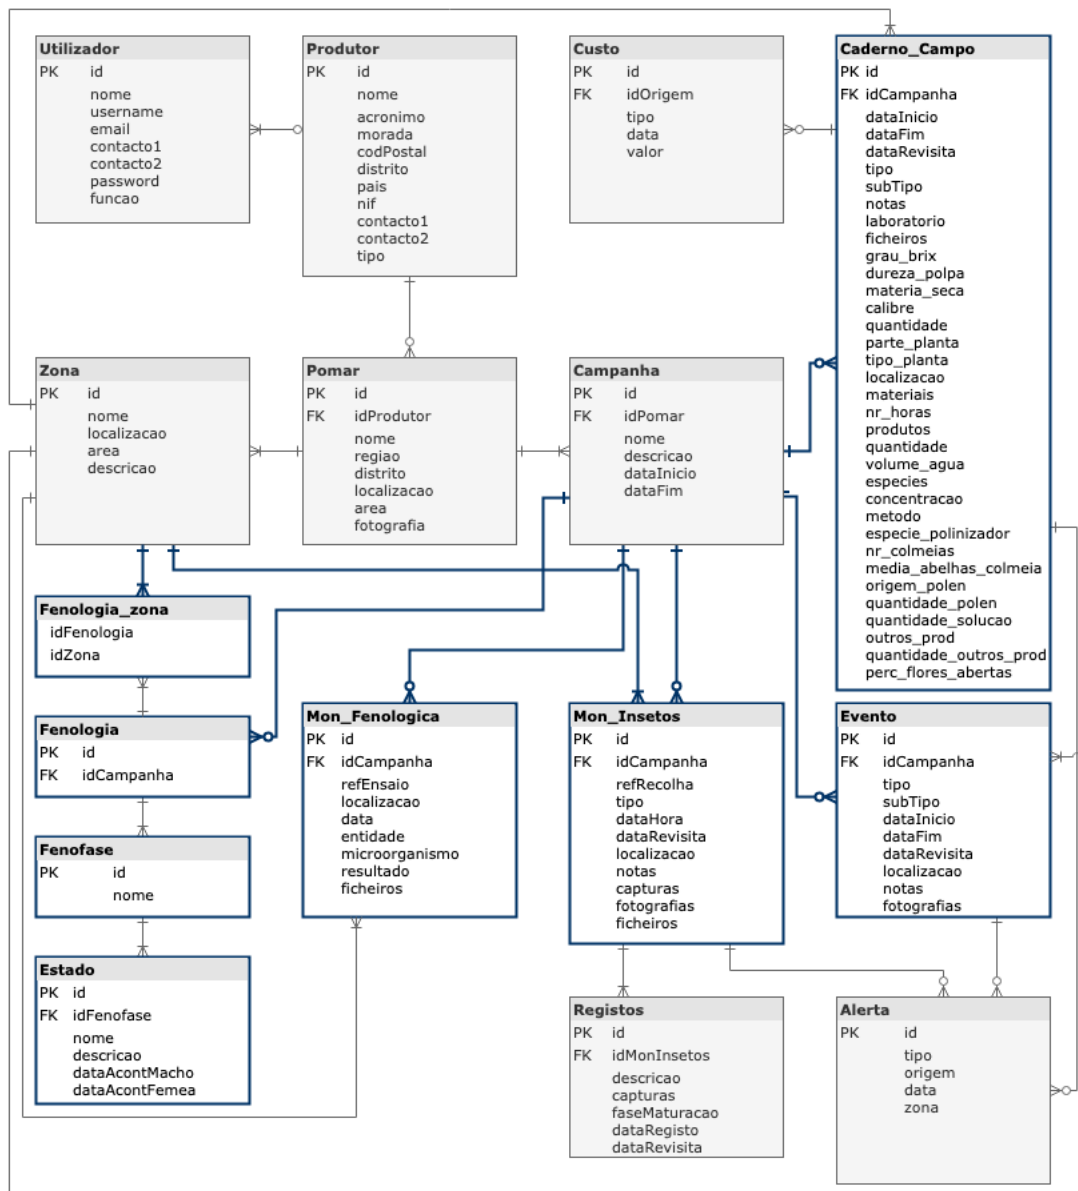 Utilizador
PK id
nome
username
email
contacto1
contacto2
password
funcao
Produtor
PK id
nome
acronimo
morada
codPostal
distrito
pais
nif
contacto1
contacto2
tipo
Custo
PK id
FK idOrigem
tipo
data
valor
Caderno_Campo
PK id
FK idCampanha
dataInicio
dataFim
dataRevisita
tipo
subTipo
notas
laboratorio
ficheiros
grau_brix
dureza_polpa
materia_seca
calibre
quantidade
parte_planta
tipo_planta
localizacao
materiais
nr_horas
produtos
quantidade
volume_agua
especies
concentracao
metodo
especie_polinizador
nr_colmeias
media_abelhas_colmeia
origem_polen
quantidade_polen
quantidade_solucao
outros_prod
quantidade_outros_prod
perc_flores_abertas
Zona
PK id
nome
localizacao
area
descricao
Pomar
PK id
FK idProdutor
nome
regiao
distrito
localizacao
area
fotografia
Campanha
PK id
FK idPomar
nome
descricao
dataInicio
dataFim
Fenologia_zona
idFenologia
idZona
Fenologia
PK id
FK idCampanha
Fenofase
PK id
nome
Estado
PK id
FK idFenofase
nome
descricao
dataAcontMacho
dataAcontFemea
Mon_Fenologica
PK id
FK idCampanha
refEnsaio
localizacao
data
entidade
microorganismo
resultado
ficheiros
Mon_Insetos
PK id
FK idCampanha
refRecolha
tipo
dataHora
dataRevisita
localizacao
notas
capturas
fotografias
ficheiros
Evento
PK id
FK idCampanha
tipo
subTipo
dataInicio
dataFim
dataRevisita
localizacao
notas
fotografias
Registos
PK id
FK idMonInsetos
descricao
capturas
faseMaturacao
dataRegisto
dataRevisita
Alerta
PK id
tipo
origem
data
zona